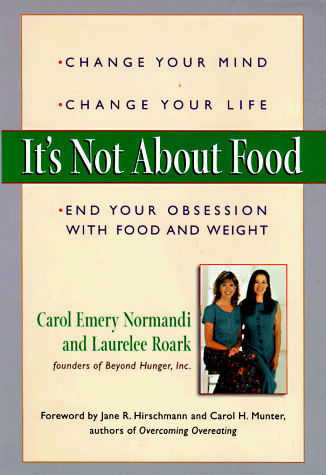 •CHANGE YOUR MIND
•CHANGE YOUR LIFE
It's Not About Food
•END YOUR OBSESSION
WITH FOOD AND WEIGHT
Carol Emery Normandi
and Laurelee Roark
founders of Beyond Hunger, Inc.
Foreword by Jane R. Hirschmann and Carol H. Munter,
authors of Overcoming Overeating